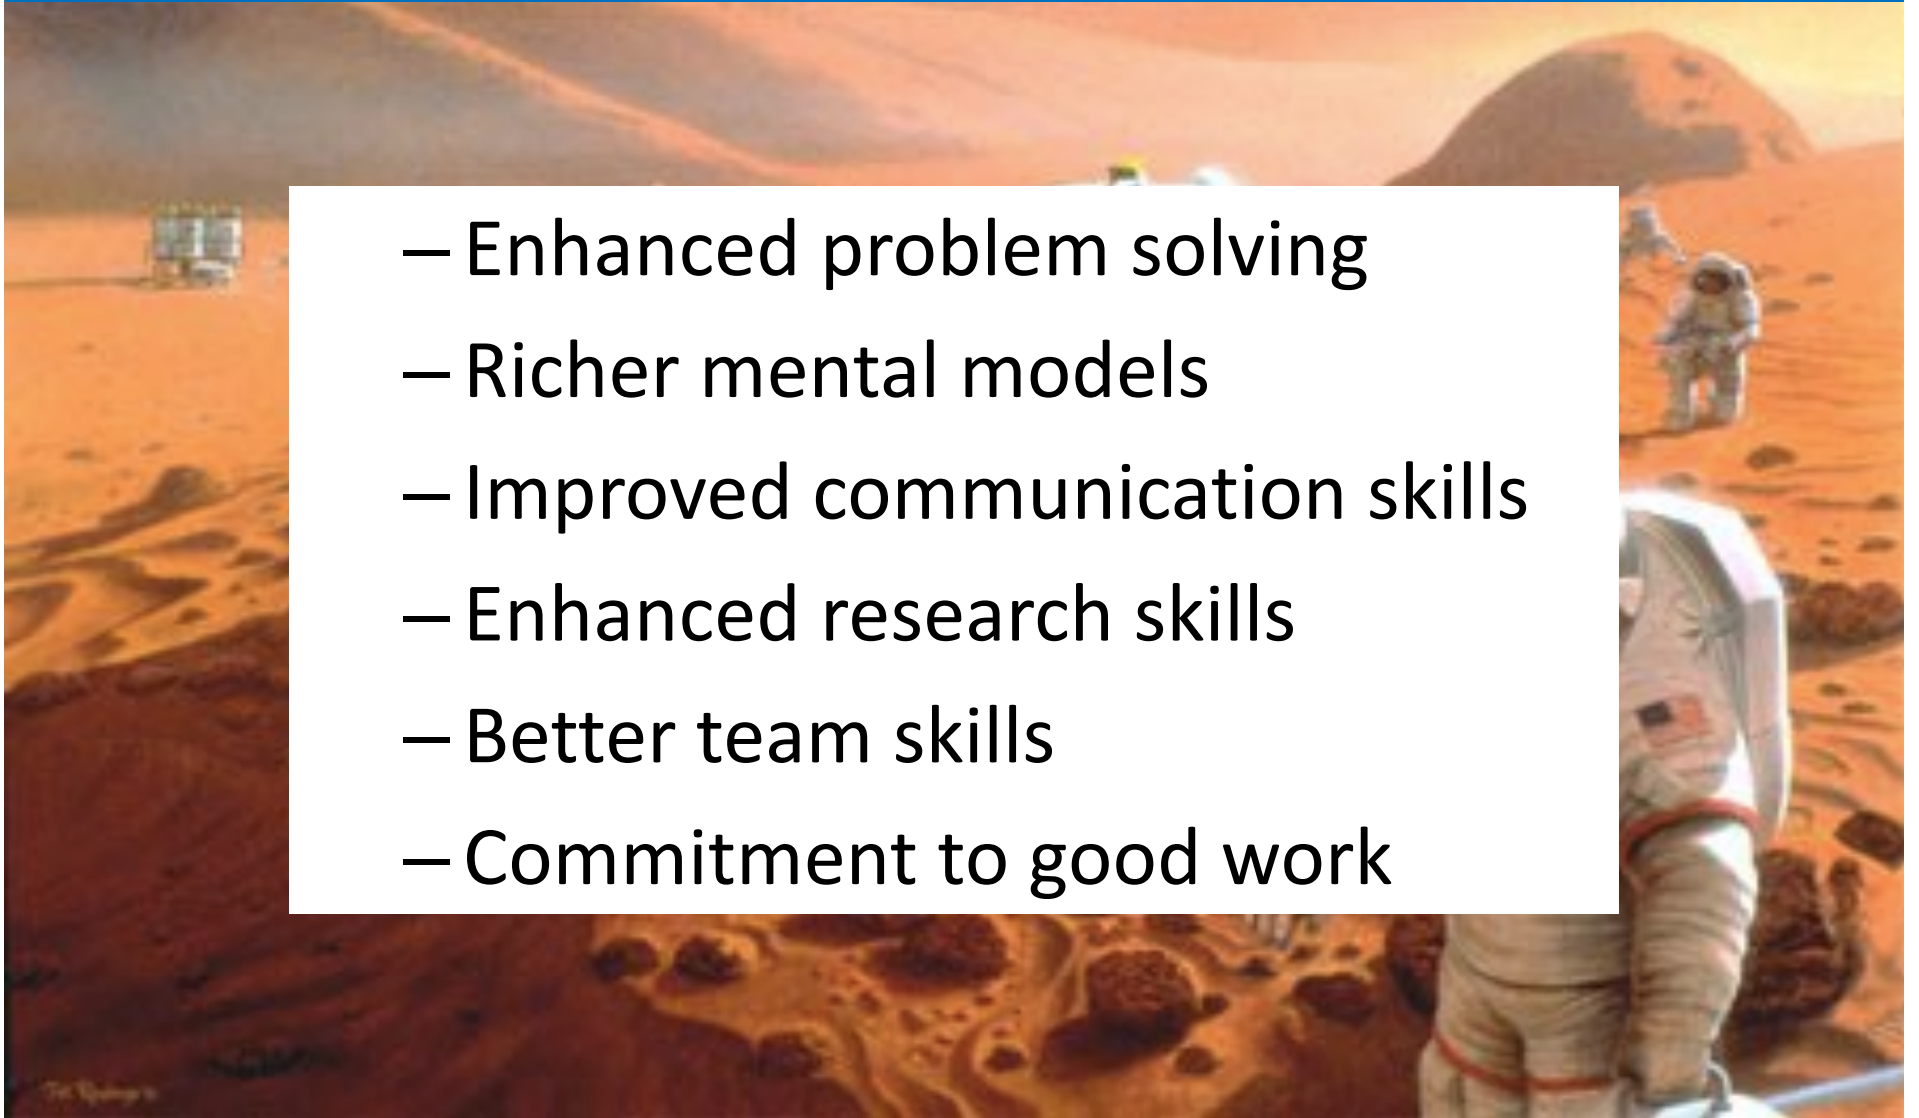 – Enhanced problem solving
– Richer mental models
– Improved communication skills
– Enhanced research skills
– Better team skills
– Commitment to good work